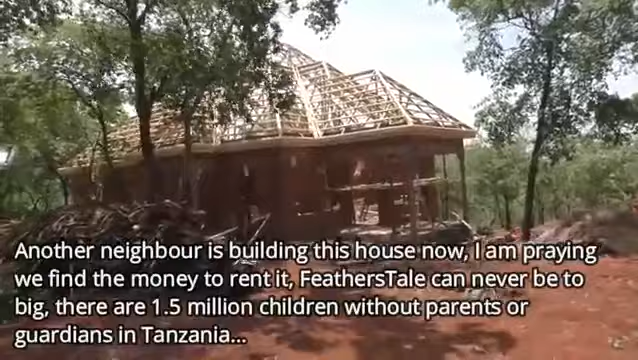 Another neighbour is building this house now, I am praying
we find the money to rent it, FeathersTale can never be to
big, there are 1.5 million children without parents or
guardians in Tanzania...